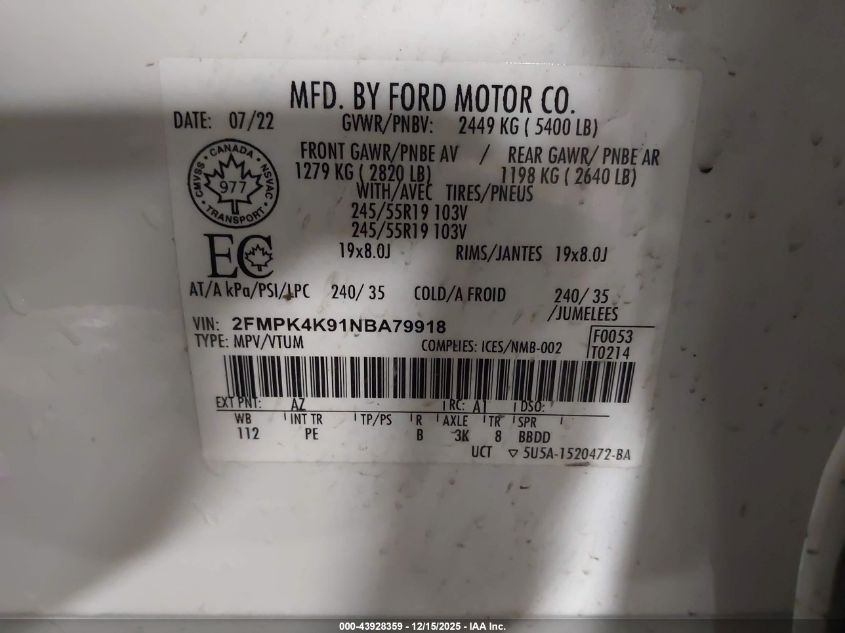 MFD. BY FORD MOTOR CO.
DATE: 07/22 GVWR/PNBV: 2449 KG ( 5400 LB)
FRONT GAWR/PNBE AV / REAR GAWR/ PNBE AR
1279 KG ( 2820 LB) 1198 KG ( 2640 LB)
WITH/AVEC TIRES/PNEUS
245/55R19 103V
245/55R19 103V
19x8.0J RIMS/JANTES 19x8.0J
CANADA
CMVSS 977 NSVAC
TRANSPORT
EC
AT/A kPa/PSI/LPC 240/ 35 COLD/A FROID 240/ 35
/JUMELEES
VIN: 2FMPK4K91NBA79918
TYPE: MPV/VTUM COMPLIES: ICES/NMB-002
F0053
T0214
EXT PNT: AZ RC: A1 DSO:
WB INT TR TP/PS R AXLE TR SPR
112 PE B 3K 8 BBDD
UCT ▽ 5U5A-1520472-BA
000-43928359 - 12/15/2025 - IAA Inc.